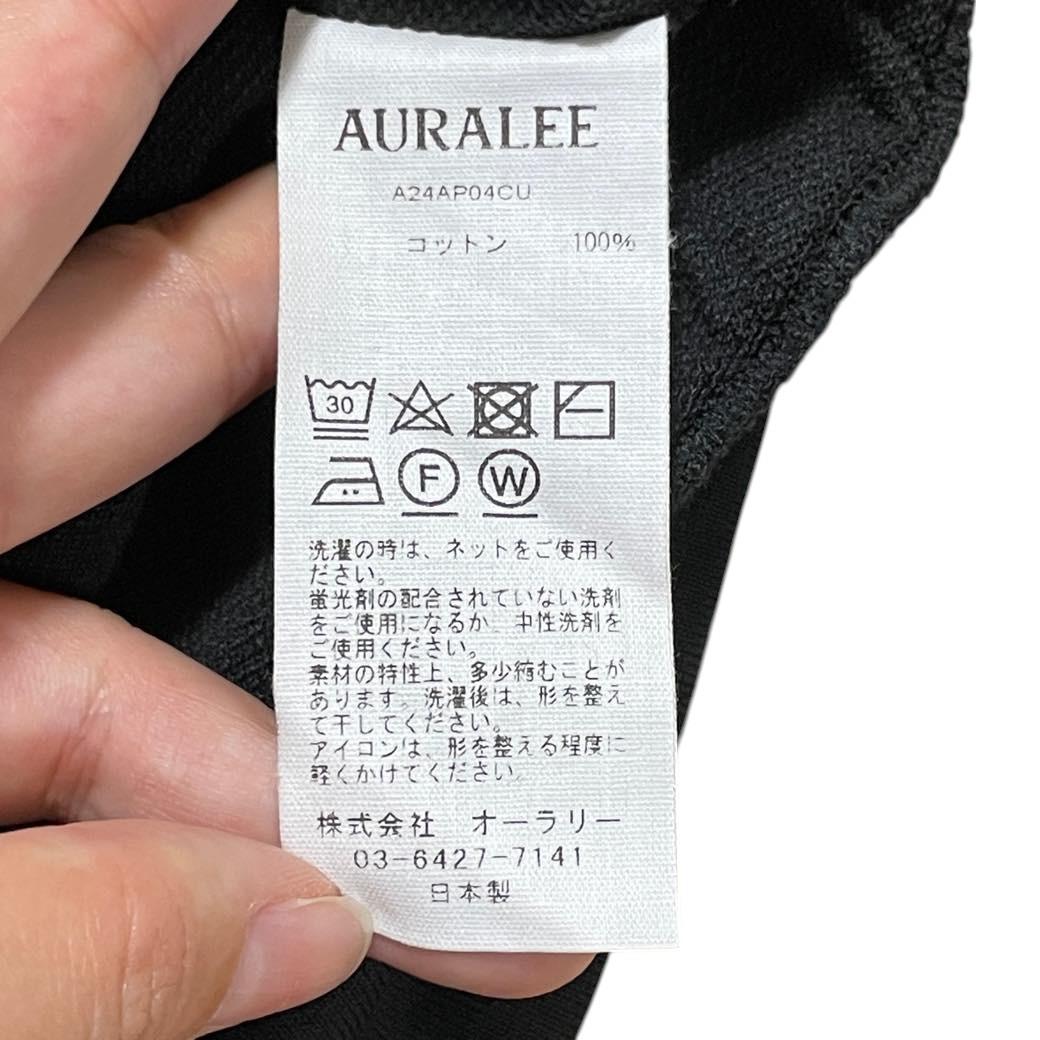 AURALEE
A24AP04CU
コットン 100%
30
F W
洗濯の時は、ネットをご使用く
ださい。
蛍光剤の配合されていない洗剤
をご使用になるか、中性洗剤を
ご使用ください。
素材の特性上、多少縮むことが
あります。洗濯後は、形を整え
て干してください。
アイロンは、形を整える程度に
軽くかけてください。
株式会社 オーラリー
03-6427-7141
日本製